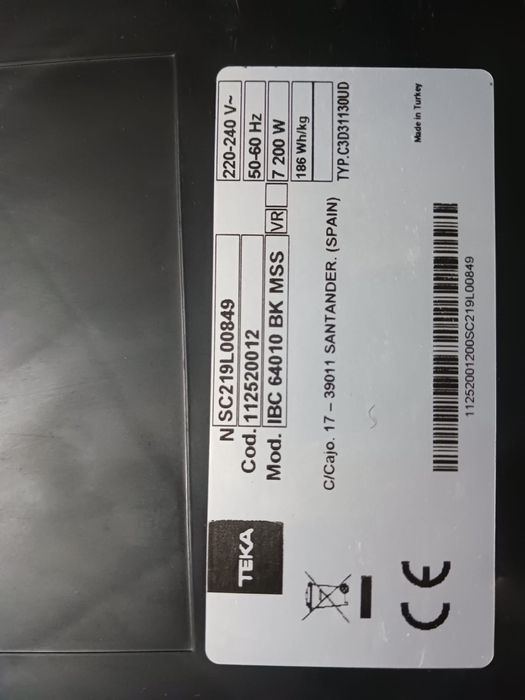 TEKA
N SC219L00849
Cod. 112520012
Mod. IBC 64010 BK MSS VR
220-240 V~
50-60 Hz
7 200 W
186 Wh/kg
C/Cajo. 17 – 39011 SANTANDER. (SPAIN)
TYP.C3D31130UD
CE
Made in Turkey
11252001200SC219L00849